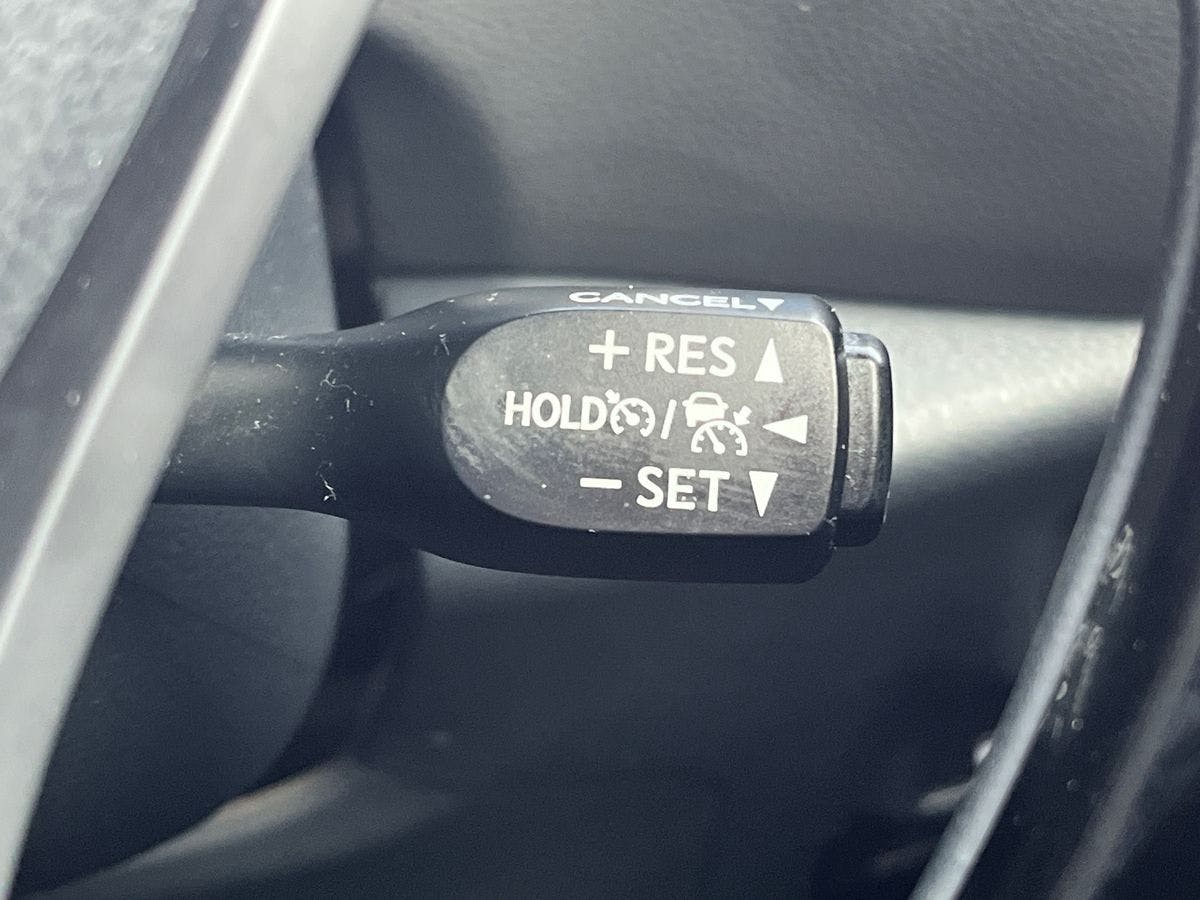 CANCEL▼
+ RES ▲
HOLD / ◀
− SET ▼